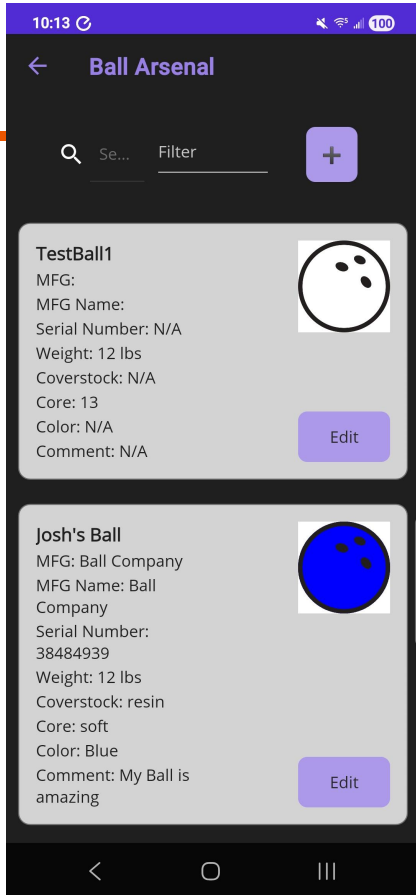 10:13
100
Ball Arsenal
Se...
Filter
+
TestBall1
MFG:
MFG Name:
Serial Number: N/A
Weight: 12 lbs
Coverstock: N/A
Core: 13
Color: N/A
Comment: N/A
Edit
Josh's Ball
MFG: Ball Company
MFG Name: Ball
Company
Serial Number:
38484939
Weight: 12 lbs
Coverstock: resin
Core: soft
Color: Blue
Comment: My Ball is
amazing
Edit